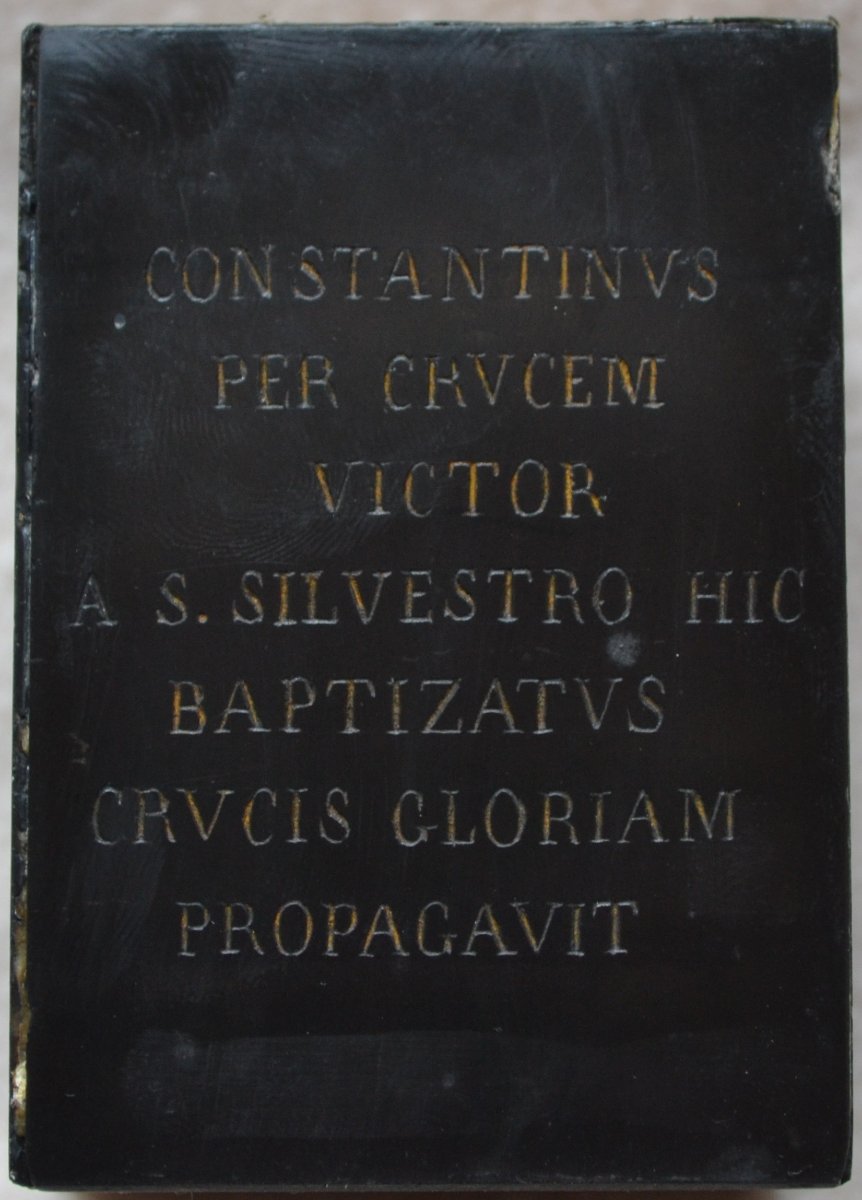 CONSTANTINVS
PER CRVCEM
VICTOR
A S. SILVESTRO HIC
BAPTIZATVS
CRVCIS GLORIAM
PROPAGAVIT